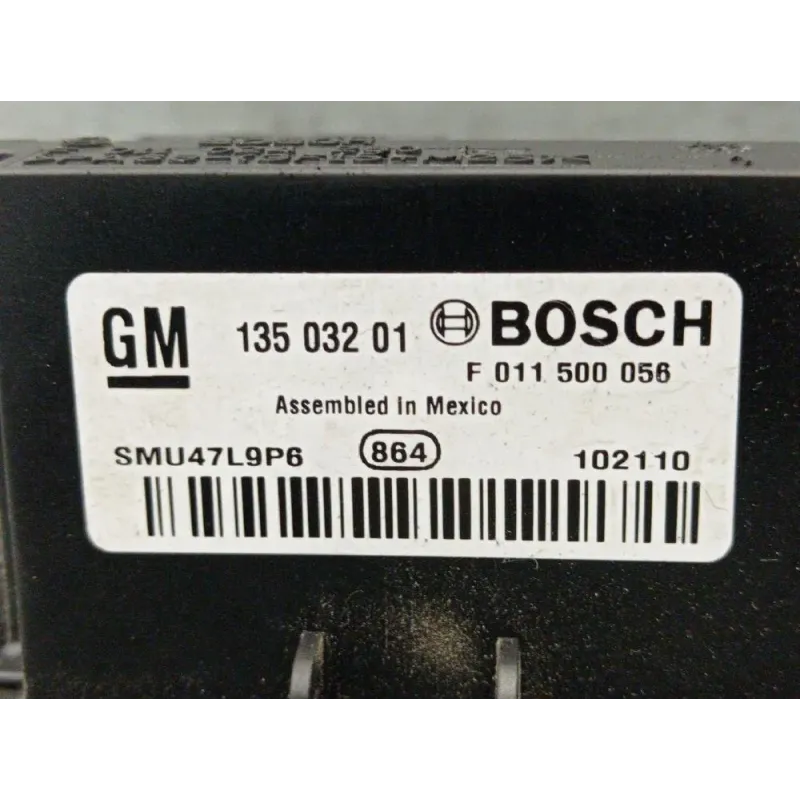 GM 135 032 01 BOSCH
F 011 500 056
Assembled in Mexico
SMU47L9P6 864 102110